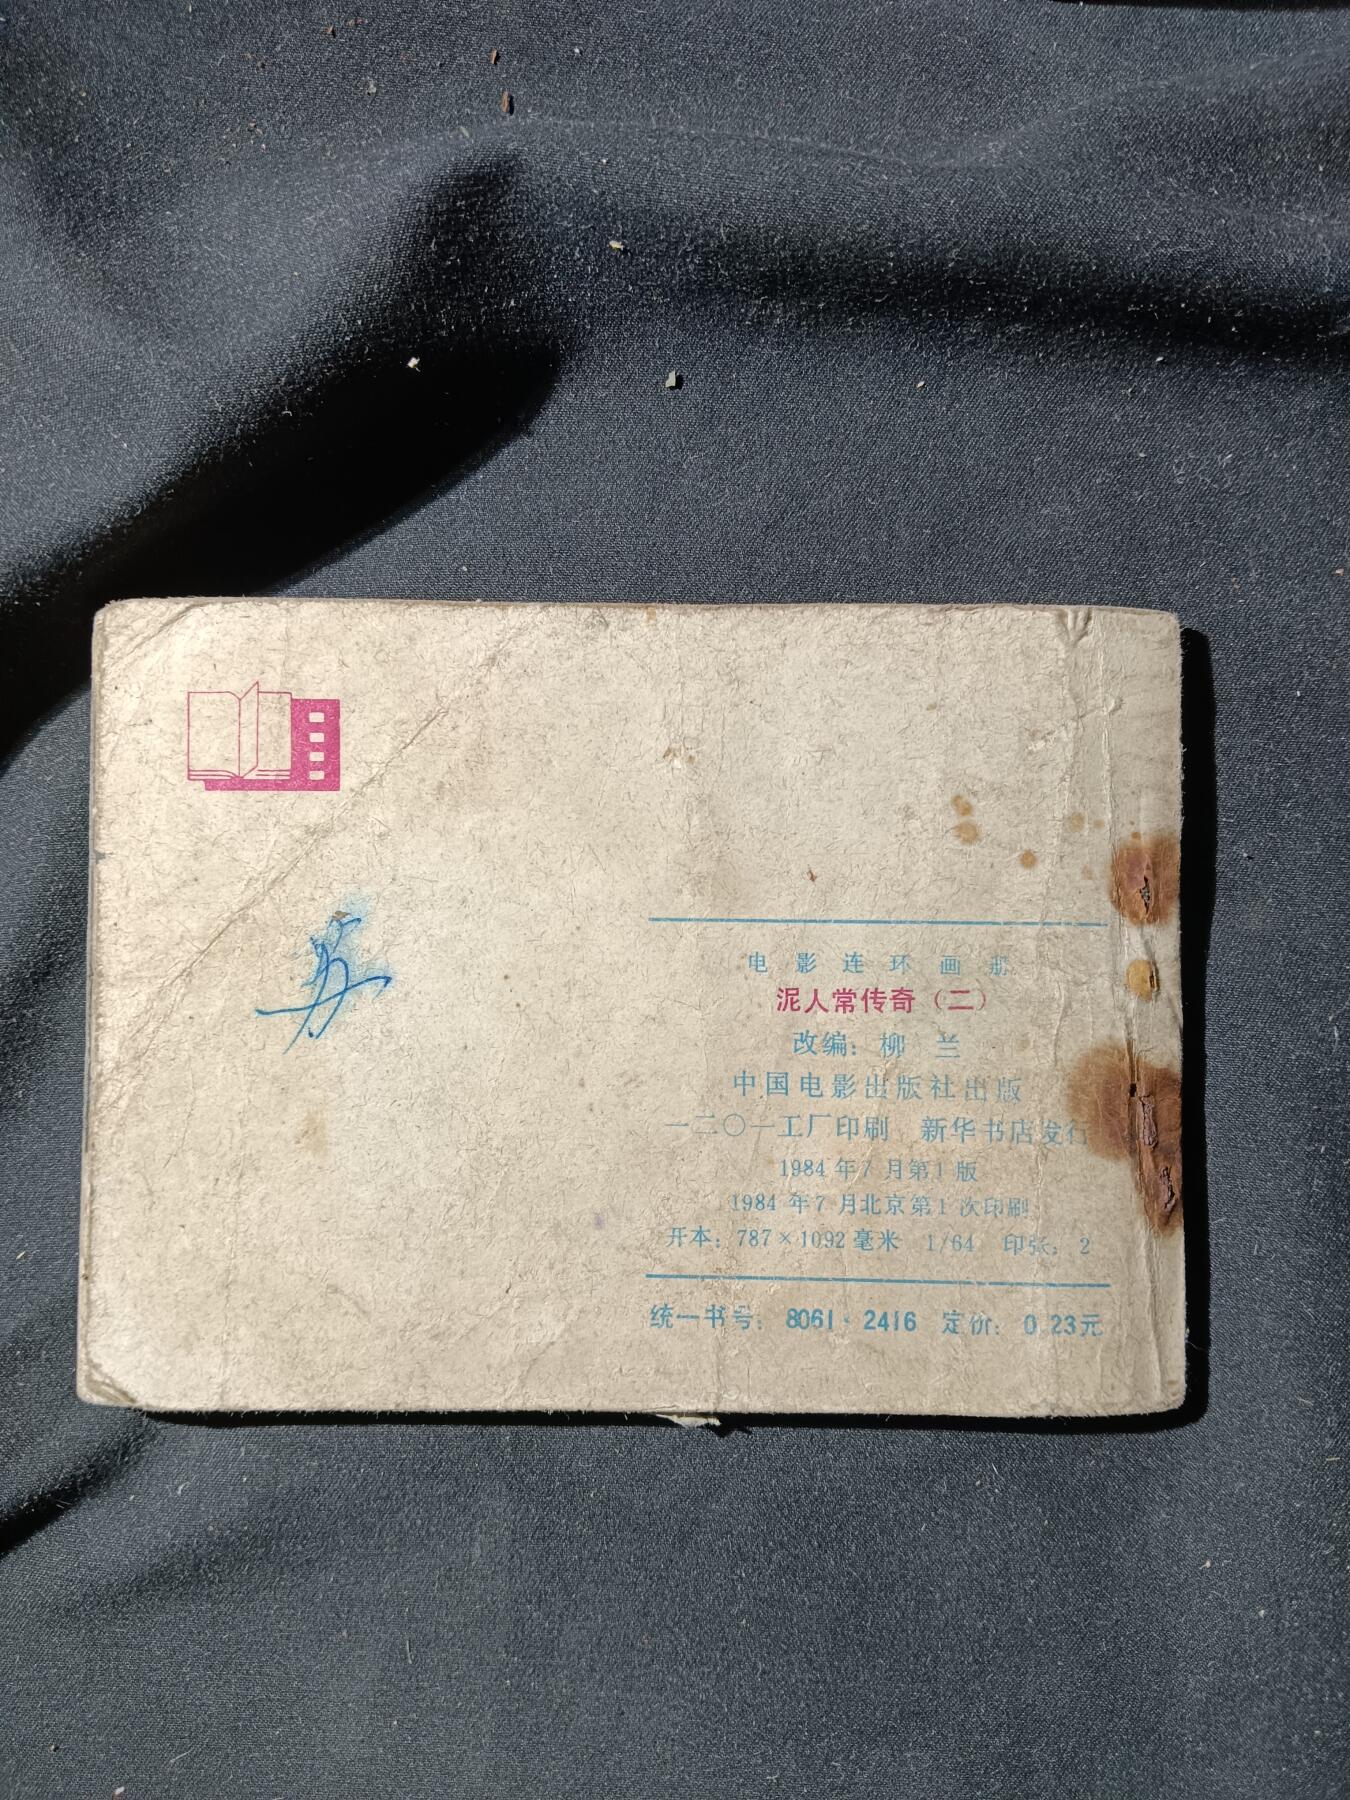 电影连环画册
泥人常传奇（二）
改编：柳 兰
中国电影出版社出版
一二〇一工厂印刷 新华书店发行
1984年7月第1版
1984年7月北京第1次印刷
开本：787×1092毫米 1/64 印张：2
统一书号：8061·2416 定价：0.23元